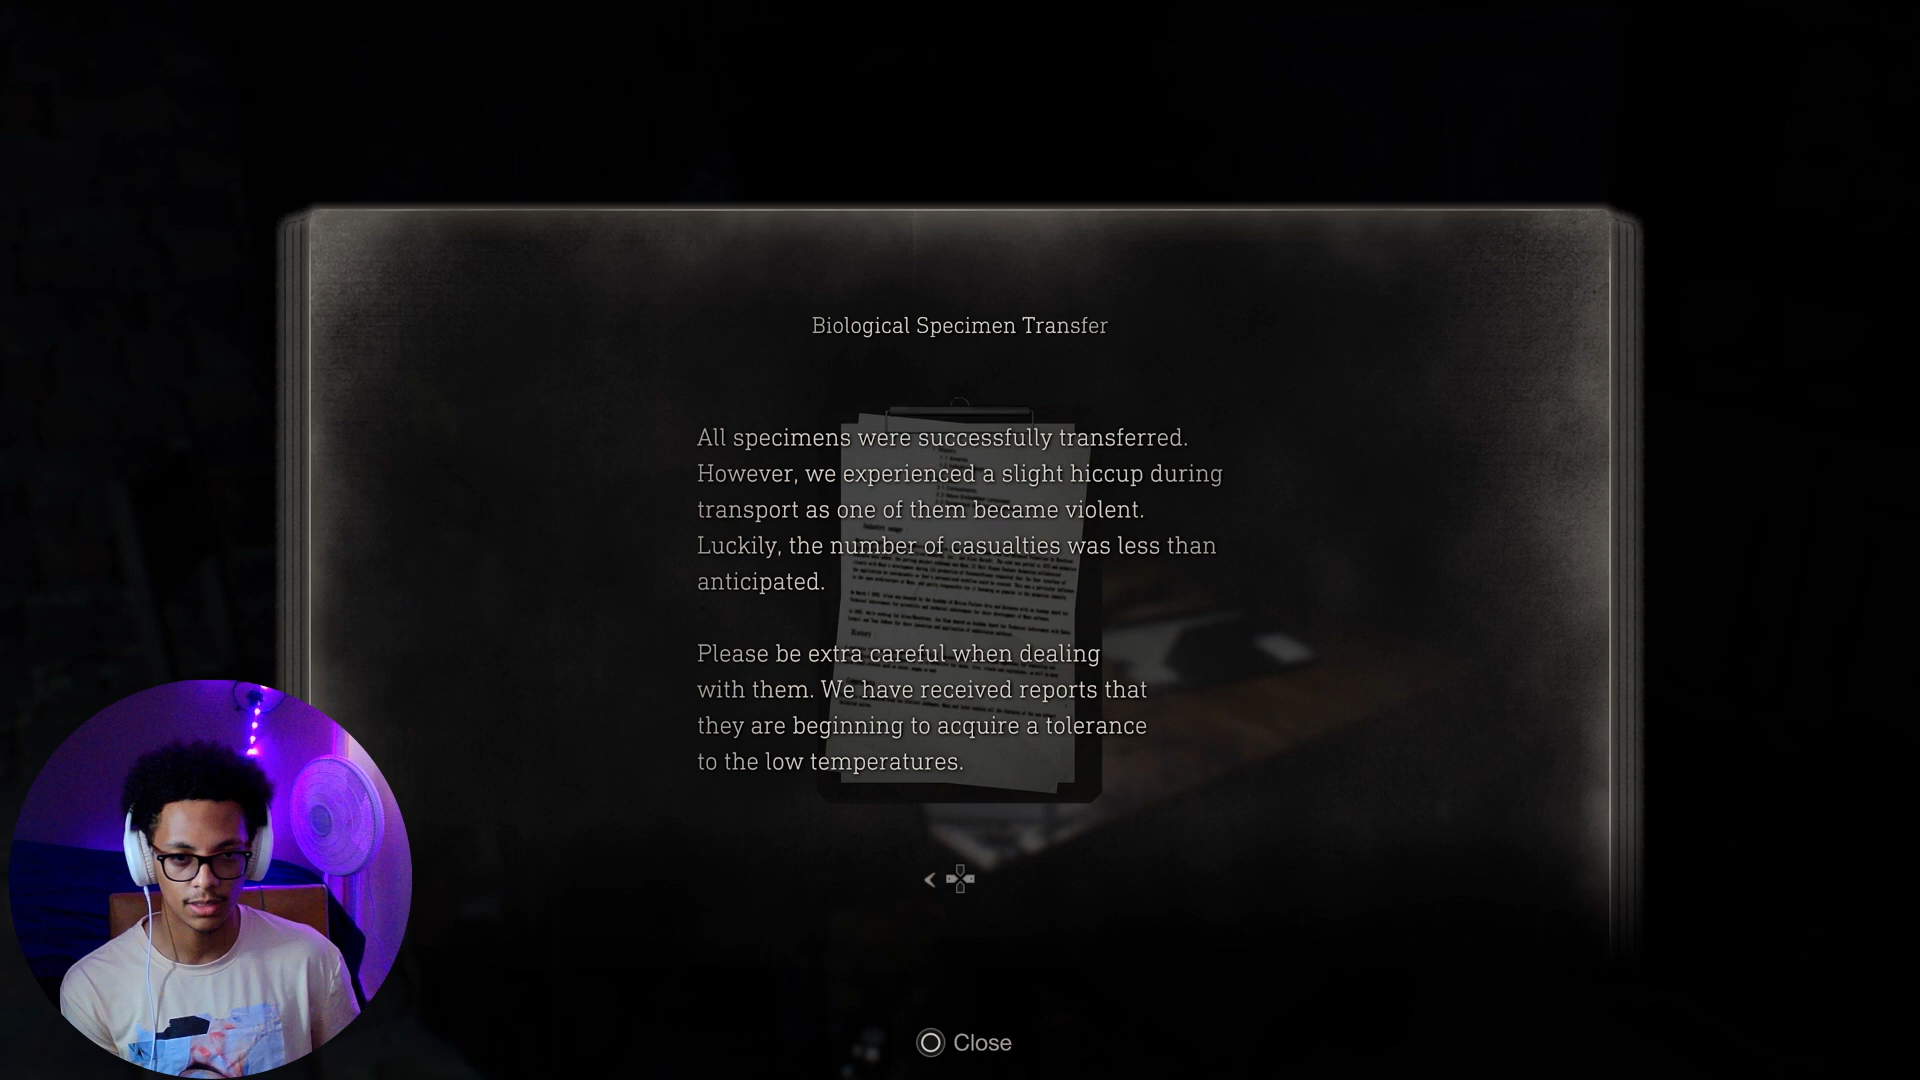 Biological Specimen Transfer
All specimens were successfully transferred.
However, we experienced a slight hiccup during
transport as one of them became violent.
Luckily, the number of casualties was less than
anticipated.
Please be extra careful when dealing
with them. We have received reports that
they are beginning to acquire a tolerance
to the low temperatures.
Close